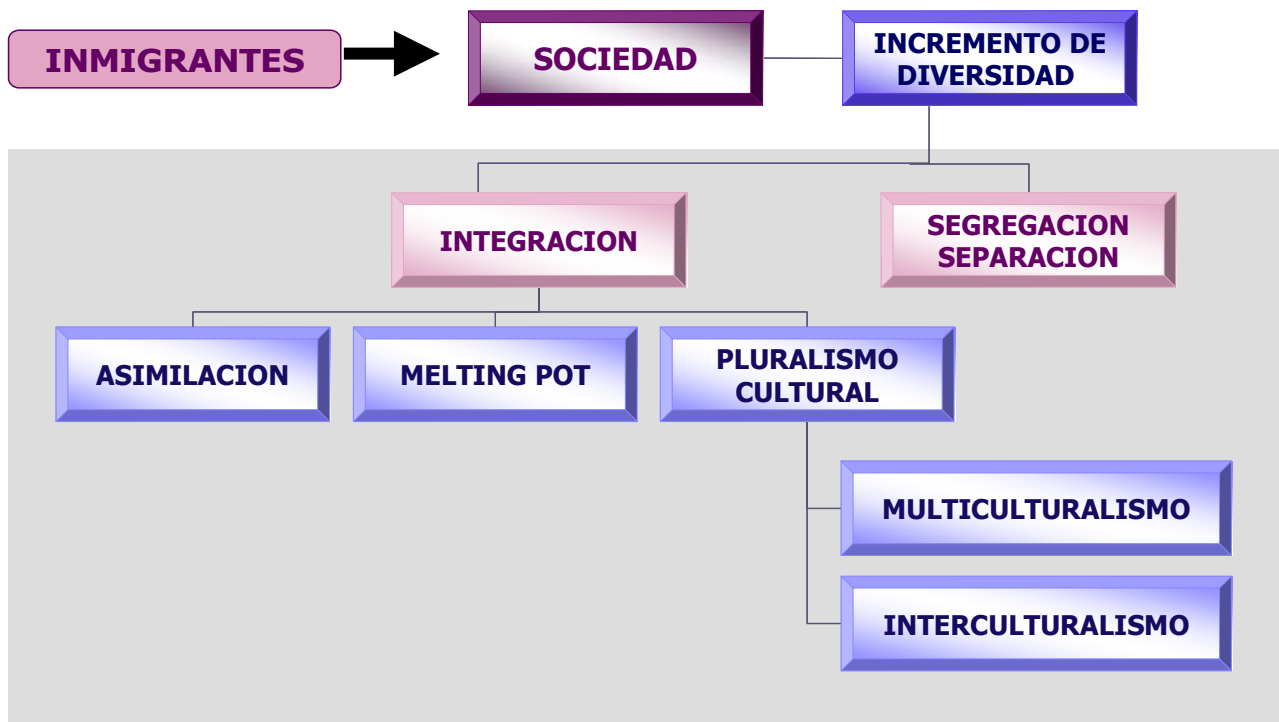 INMIGRANTES
SOCIEDAD
INCREMENTO DE
DIVERSIDAD
INTEGRACION
SEGREGACION
SEPARACION
ASIMILACION
MELTING POT
PLURALISMO
CULTURAL
MULTICULTURALISMO
INTERCULTURALISMO